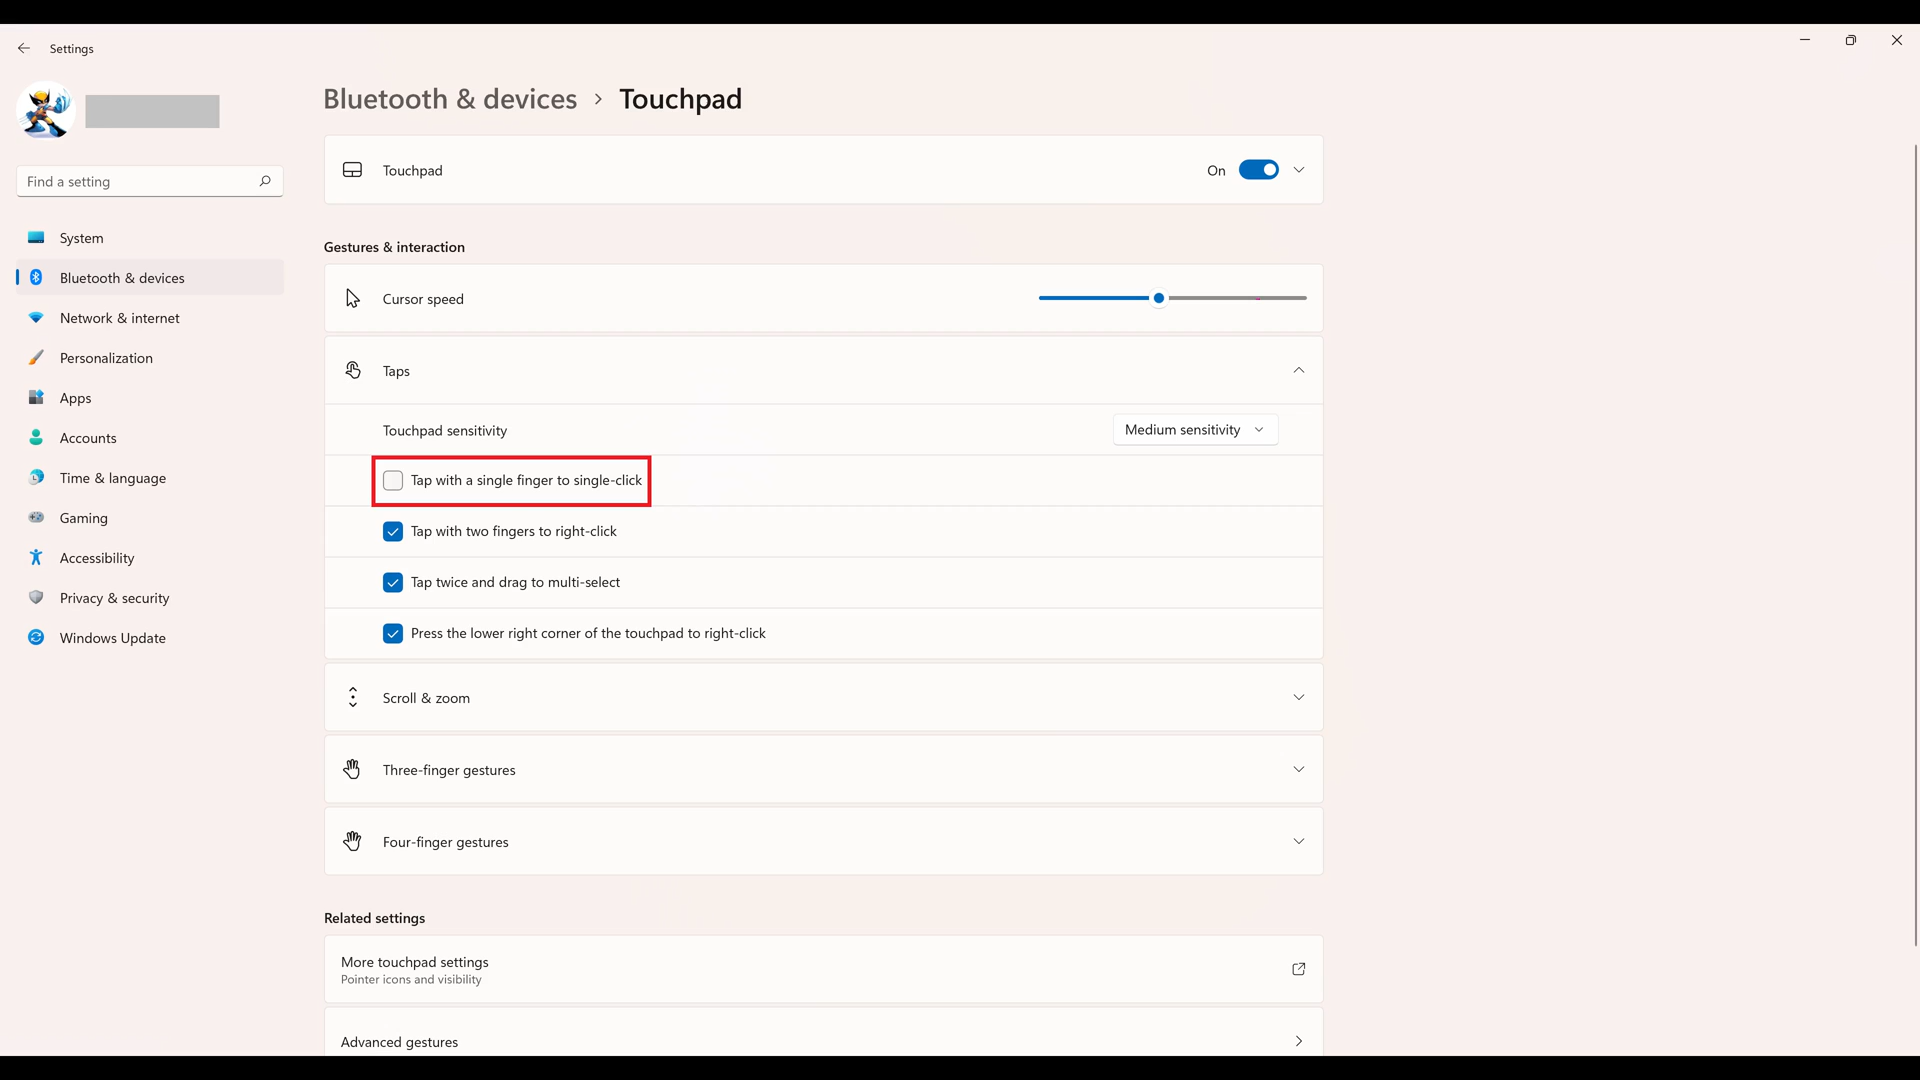 Settings
Bluetooth & devices > Touchpad
Find a setting
System
Bluetooth & devices
Network & internet
Personalization
Apps
Accounts
Time & language
Gaming
Accessibility
Privacy & security
Windows Update
Touchpad
On
Gestures & interaction
Cursor speed
Taps
Touchpad sensitivity
Medium sensitivity
Tap with a single finger to single-click
Tap with two fingers to right-click
Tap twice and drag to multi-select
Press the lower right corner of the touchpad to right-click
Scroll & zoom
Three-finger gestures
Four-finger gestures
Related settings
More touchpad settings
Pointer icons and visibility
Advanced gestures